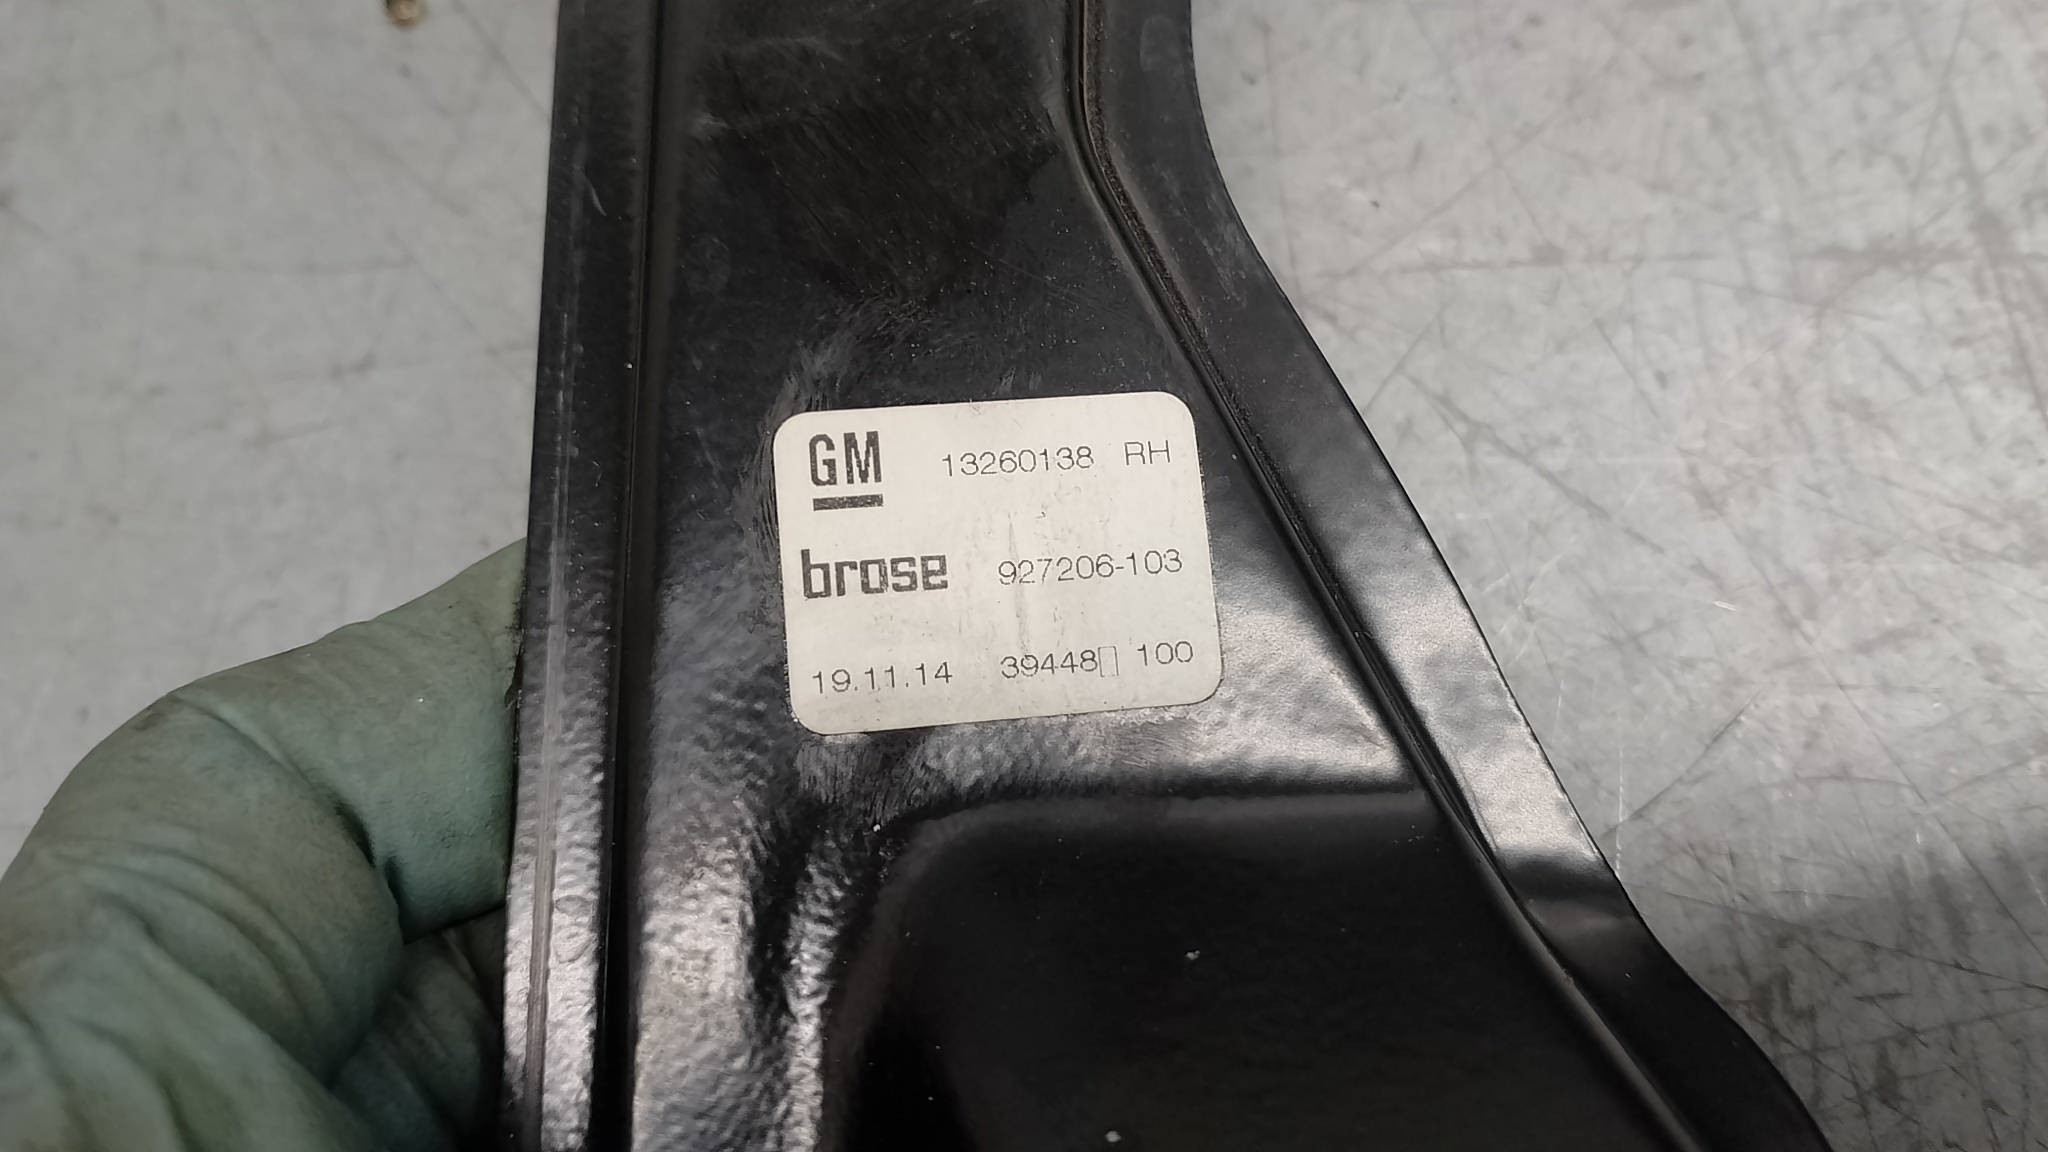 GM 13260138 RH
brose 927206-103
19.11.14 39448▯ 100